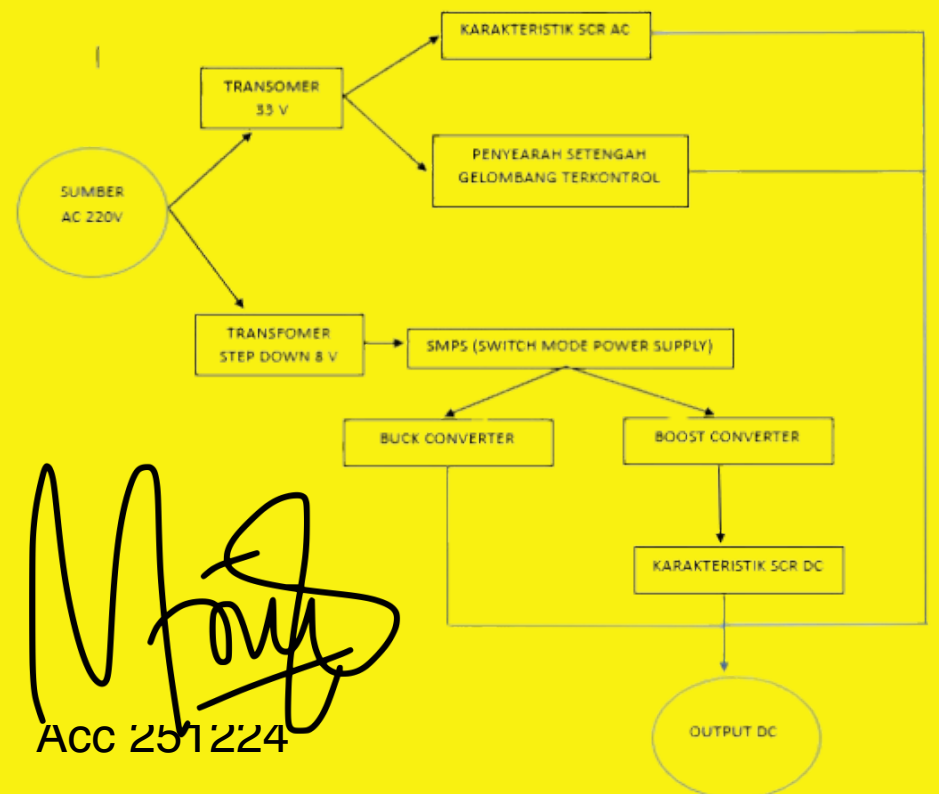 KARAKTERISTIK SCR AC
TRANSOMER
33 V
PENYEARAH SETENGAH
GELOMBANG TERKONTROL
SUMBER
AC 220V
TRANSFOMER
STEP DOWN 8 V
SMPS (SWITCH MODE POWER SUPPLY)
BUCK CONVERTER
BOOST CONVERTER
KARAKTERISTIK SCR DC
OUTPUT DC
Acc 251224